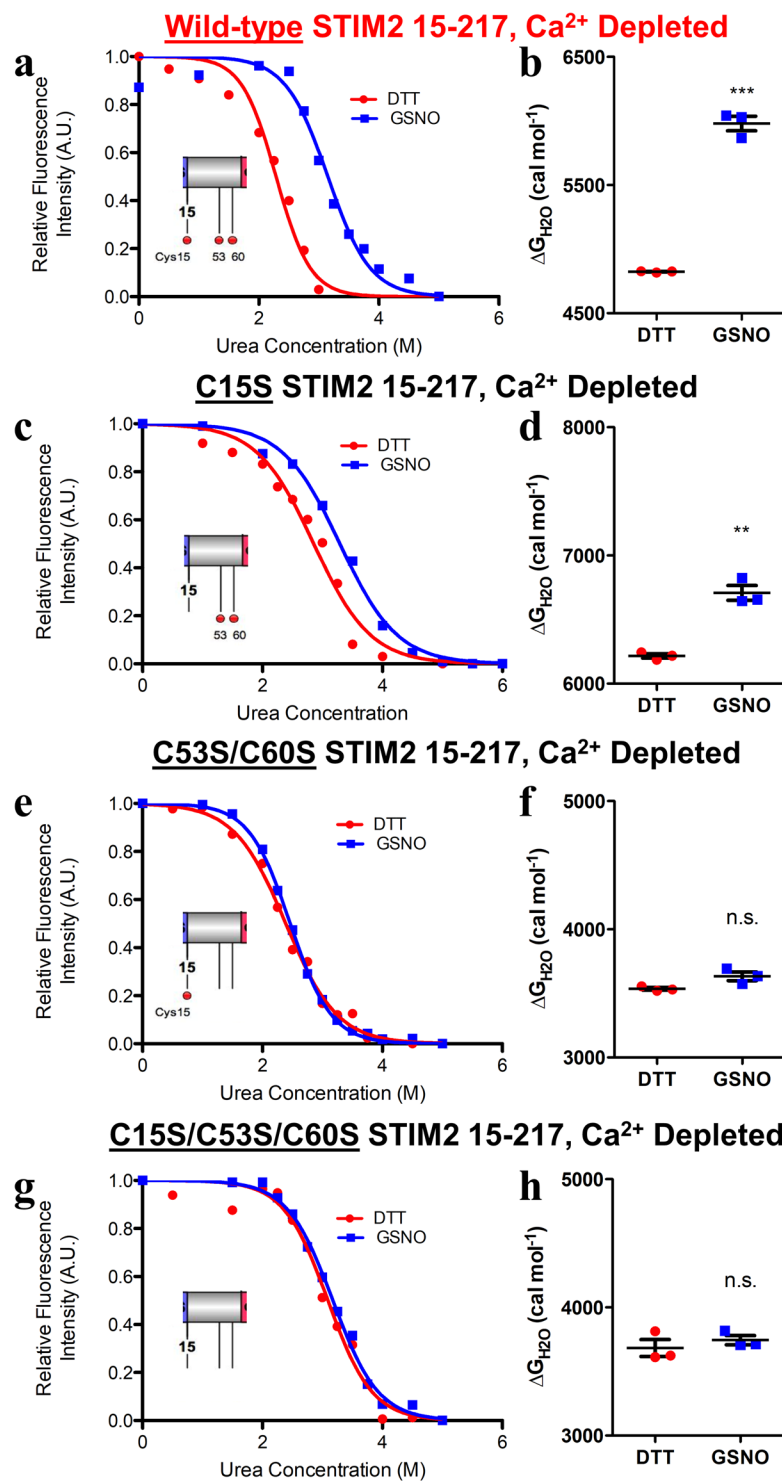 Wild-type STIM2 15-217, Ca2+ Depleted
a
Relative Fluorescence
Intensity (A.U.)
1.0
0.8
0.6
0.4
0.2
0.0
0
2
4
6
Urea Concentration (M)
DTT
GSNO
15
Cys15
53
60
b
ΔGH2O (cal mol-1)
6500
5500
4500
***
DTT
GSNO
C15S STIM2 15-217, Ca2+ Depleted
c
Relative Fluorescence
Intensity (A.U.)
1.0
0.8
0.6
0.4
0.2
0.0
0
2
4
6
Urea Concentration
DTT
GSNO
15
53
60
d
ΔGH2O (cal mol-1)
8000
7000
6000
**
DTT
GSNO
C53S/C60S STIM2 15-217, Ca2+ Depleted
e
Relative Fluorescence
Intensity (A.U.)
1.0
0.8
0.6
0.4
0.2
0.0
0
2
4
6
Urea Concentration (M)
DTT
GSNO
15
Cys15
f
ΔGH2O (cal mol-1)
5000
4000
3000
n.s.
DTT
GSNO
C15S/C53S/C60S STIM2 15-217, Ca2+ Depleted
g
Relative Fluorescence
Intensity (A.U.)
1.0
0.8
0.6
0.4
0.2
0.0
0
2
4
6
Urea Concentration (M)
DTT
GSNO
15
h
ΔGH2O (cal mol-1)
5000
4000
3000
n.s.
DTT
GSNO